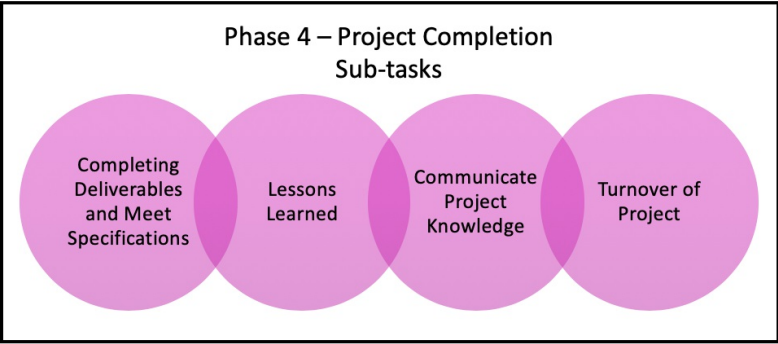 Phase 4 – Project Completion
Sub-tasks
Completing
Deliverables
and Meet
Specifications
Lessons
Learned
Communicate
Project
Knowledge
Turnover of
Project